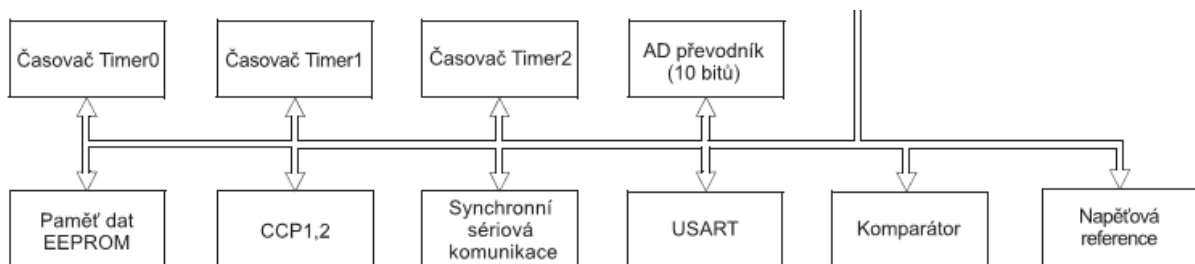 Časovač Timer0
Časovač Timer1
Časovač Timer2
AD převodník
(10 bitů)
Paměť dat
EEPROM
CCP1,2
Synchronní
sériová
komunikace
USART
Komparátor
Napěťová
reference